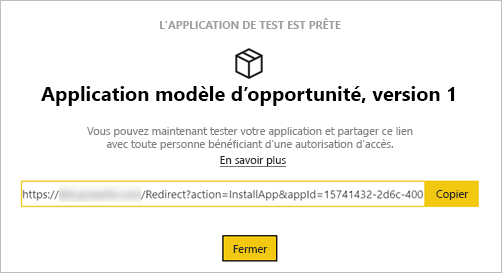 L'APPLICATION DE TEST EST PRÊTE
Application modèle d'opportunité, version 1
Vous pouvez maintenant tester votre application et partager ce lien
avec toute personne bénéficiant d'une autorisation d'accès.
En savoir plus
https:// /Redirect?action=InstallApp&appId=15741432-2d6c-400 Copier
Fermer